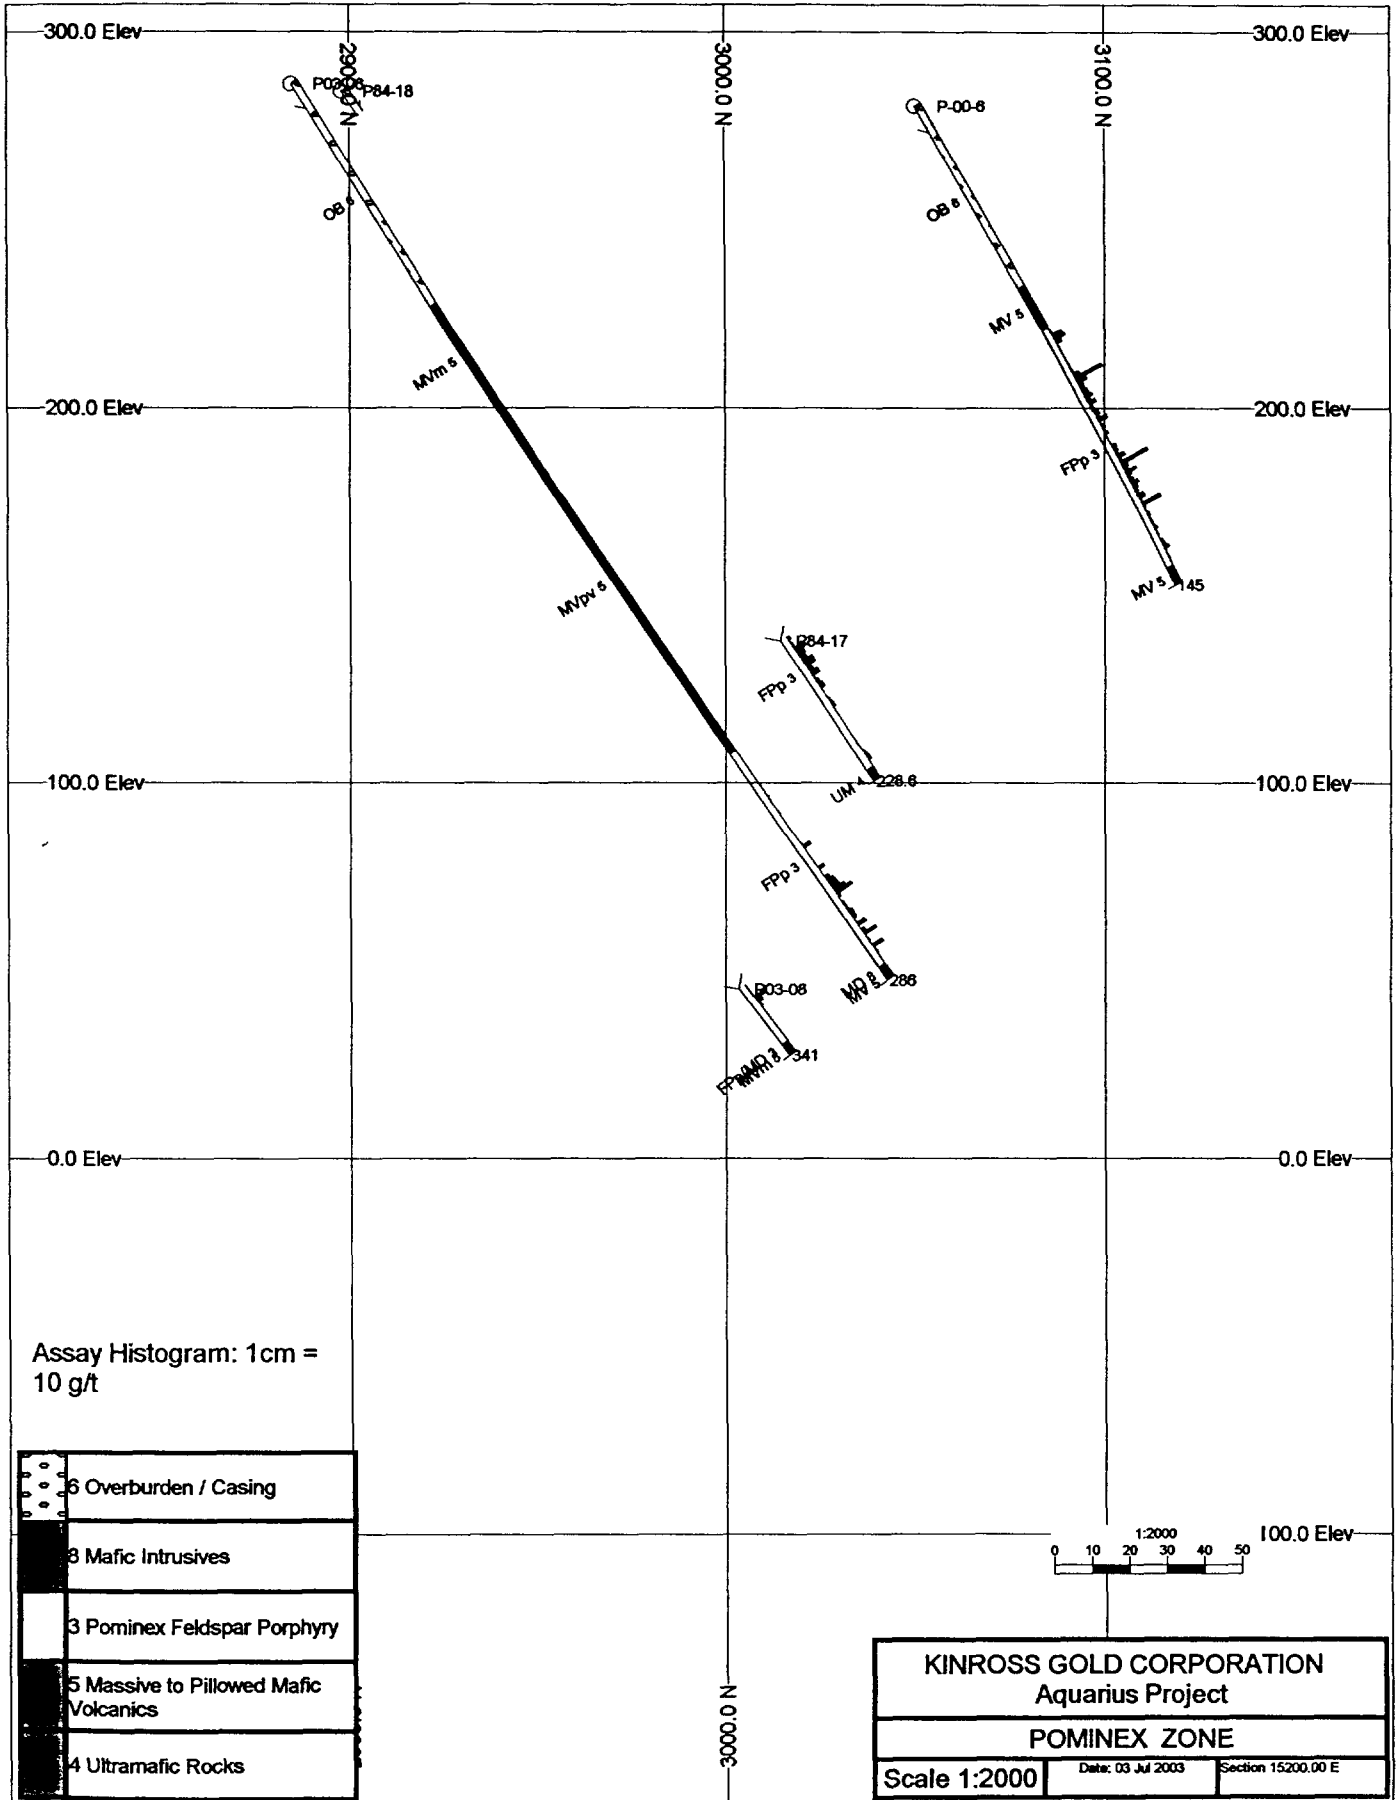 300.0 Elev
300.0 Elev
2900.0 N
3000.0 N
3100.0 N
P84-18
P-00-6
OB 6
OB 6
MV 5
MVm 5
200.0 Elev
200.0 Elev
FPp 3
MVpv 5
MV 5
145
P84-17
FPp 3
100.0 Elev
100.0 Elev
UM
228.6
FPp 3
MD 8
286
P03-08
341
0.0 Elev
0.0 Elev
Assay Histogram: 1cm =
10 g/t
6 Overburden / Casing
8 Mafic Intrusives
3 Pominex Feldspar Porphyry
5 Massive to Pillowed Mafic
Volcanics
4 Ultramafic Rocks
1:2000
0 10 20 30 40 50
100.0 Elev
3000.0 N
KINROSS GOLD CORPORATION
Aquarius Project
POMINEX ZONE
Scale 1:2000
Date: 03 Jul 2003
Section 15200.00 E